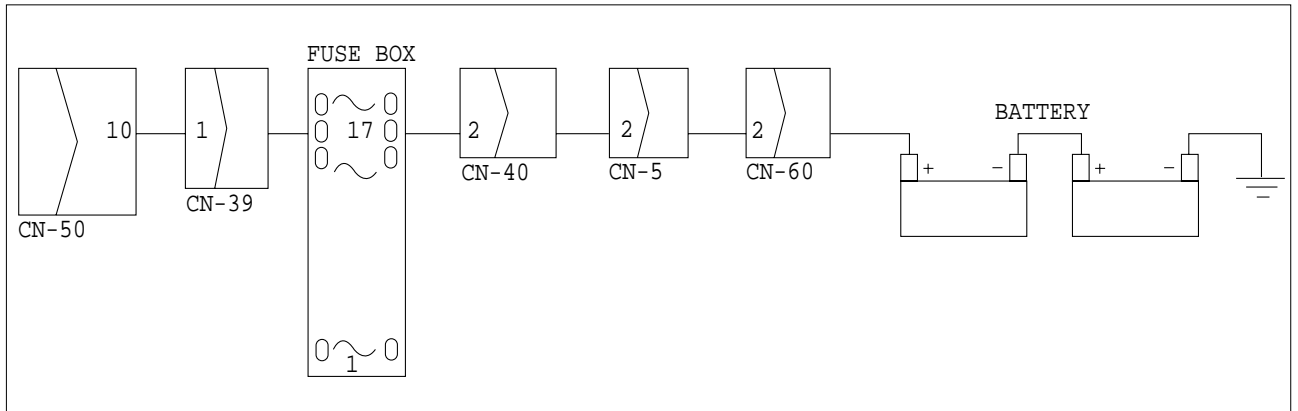 FUSE BOX
BATTERY
10
1
17
2
2
2
+
−
+
−
CN-50
CN-39
CN-40
CN-5
CN-60
1